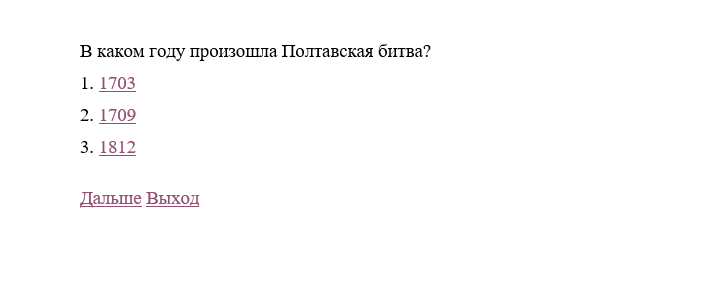 В каком году произошла Полтавская битва?
1. 1703
2. 1709
3. 1812
Дальше Выход